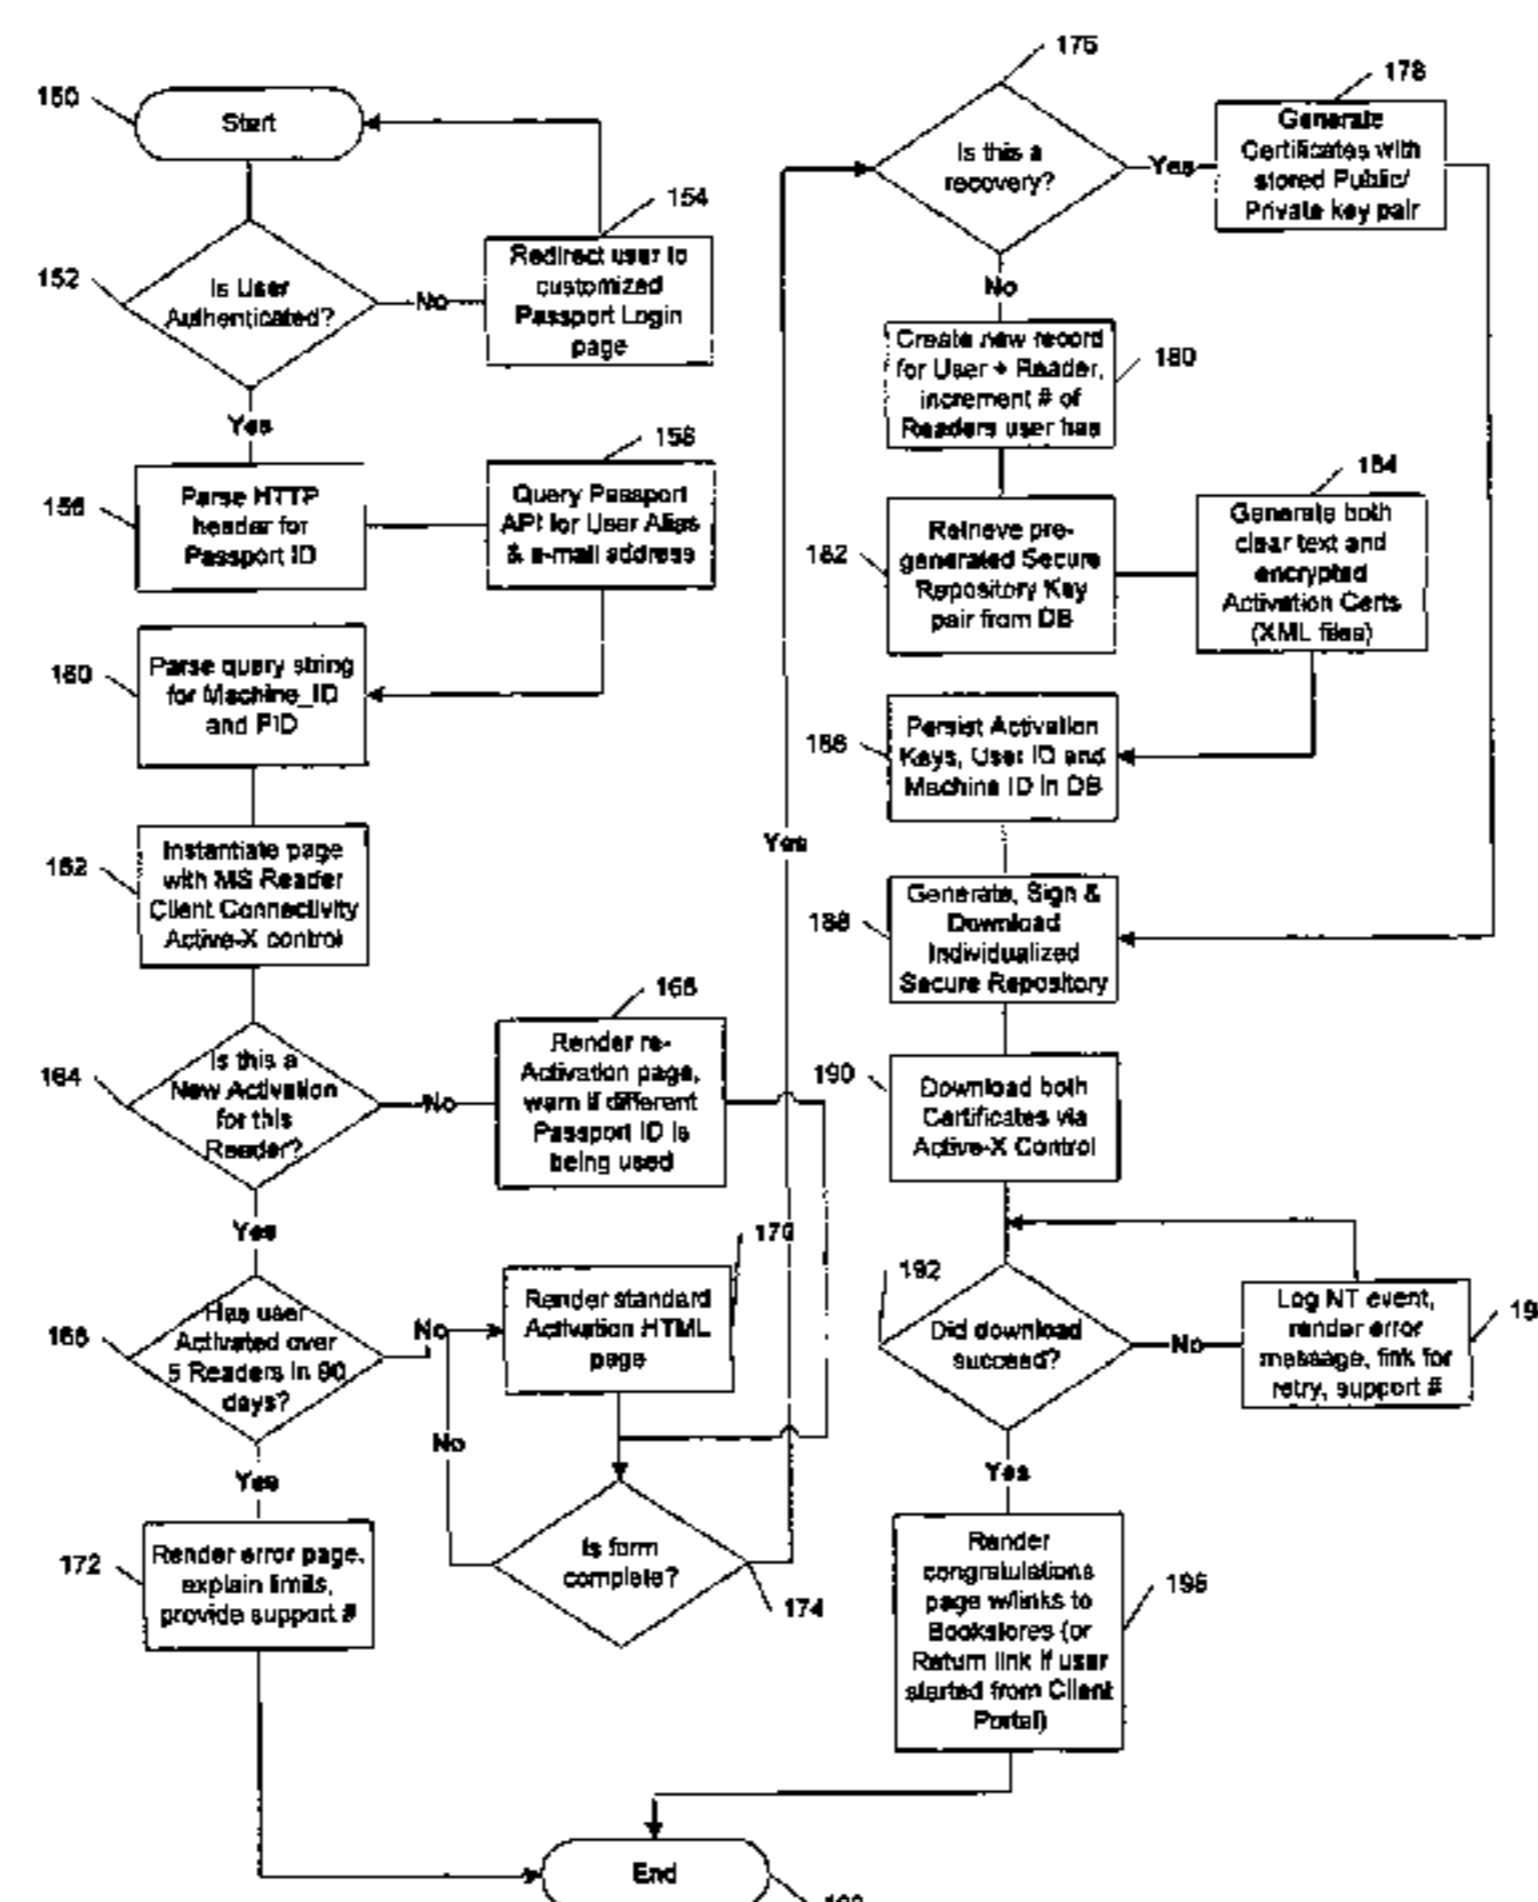 150
Start
154
Redirect user to
customized
Passport Login
page
152
Is User
Authenticated?
No
Yes
156
Parse HTTP
header for
Passport ID
158
Query Passport
API for User Alias
& e-mail address
160
Parse query string
for Machine_ID
and PID
162
Instantiate page
with MS Reader
Client Connectivity
Active-X control
164
Is this a
New Activation
for this
Reader?
No
166
Render re-
Activation page,
warn if different
Passport ID is
being used
Yes
168
Has user
Activated over
5 Readers in 90
days?
No
170
Render standard
Activation HTML
page
No
Yes
172
Render error page,
explain limits,
provide support #
Is form
complete?
174
Yes
176
Is this a
recovery?
Yes
178
Generate
Certificates with
stored Public/
Private key pair
No
Create new record
for User + Reader,
increment # of
Readers user has
180
182
Retrieve pre-
generated Secure
Repository Key
pair from DB
184
Generate both
clear text and
encrypted
Activation Certs
(XML files)
186
Persist Activation
Keys, User ID and
Machine ID in DB
188
Generate, Sign &
Download
Individualized
Secure Repository
190
Download both
Certificates via
Active-X Control
192
Did download
succeed?
No
Log NT event,
render error
message, link for
retry, support #
Yes
Render
congratulations
page w/links to
Bookstores (or
Return link if user
started from Client
Portal)
196
End